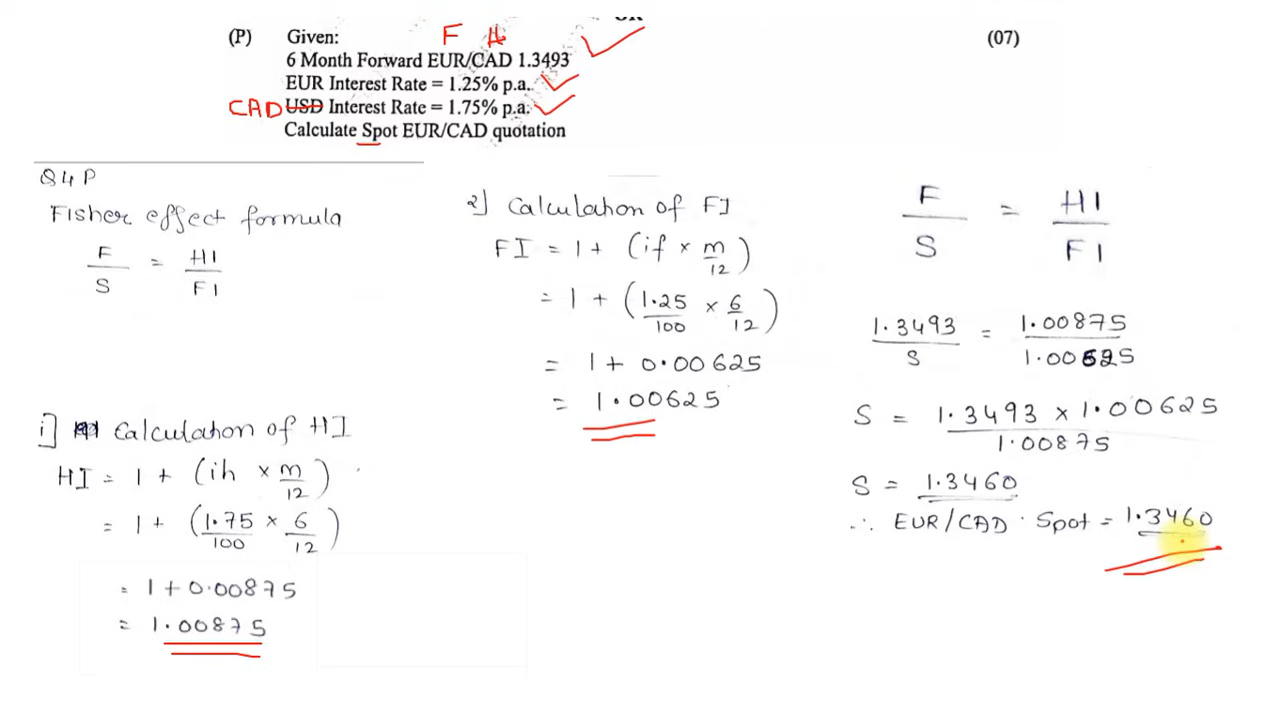 OR
F H
(P) Given: (07)
6 Month Forward EUR/CAD 1.3493
EUR Interest Rate = 1.25% p.a.
CAD USD Interest Rate = 1.75% p.a.
Calculate Spot EUR/CAD quotation
Q4 P
Fisher effect formula
F/S = HI/FI
i] Calculation of HI
HI = 1 + (ih × m/12)
= 1 + (1.75/100 × 6/12)
= 1 + 0.00875
= 1.00875
2] Calculation of FI
FI = 1 + (if × m/12)
= 1 + (1.25/100 × 6/12)
= 1 + 0.00625
= 1.00625
F/S = HI/FI
1.3493/S = 1.00875/1.00625
S = 1.3493 × 1.00625/1.00875
S = 1.3460
∴ EUR/CAD Spot = 1.3460